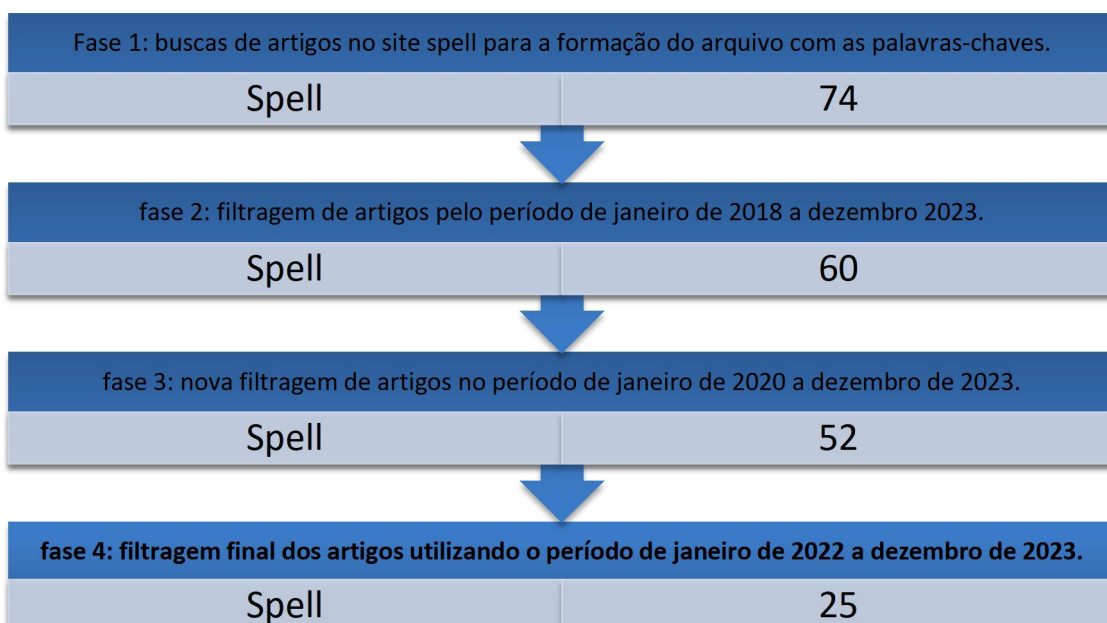 Fase 1: buscas de artigos no site spell para a formação do arquivo com as palavras-chaves.
Spell 74
fase 2: filtragem de artigos pelo período de janeiro de 2018 a dezembro 2023.
Spell 60
fase 3: nova filtragem de artigos no período de janeiro de 2020 a dezembro de 2023.
Spell 52
fase 4: filtragem final dos artigos utilizando o período de janeiro de 2022 a dezembro de 2023.
Spell 25